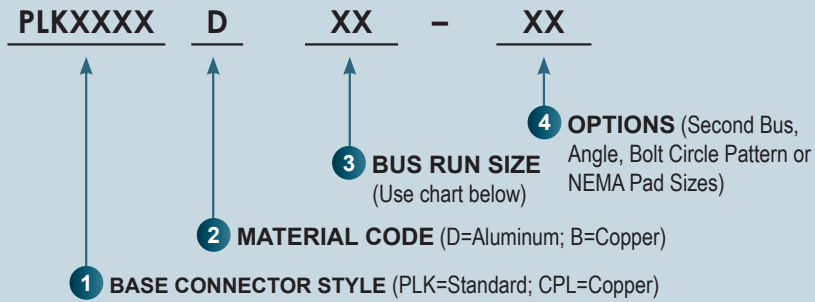 PLKXXXX D XX – XX
4 OPTIONS (Second Bus,
Angle, Bolt Circle Pattern or
NEMA Pad Sizes)
3 BUS RUN SIZE
(Use chart below)
2 MATERIAL CODE (D=Aluminum; B=Copper)
1 BASE CONNECTOR STYLE (PLK=Standard; CPL=Copper)